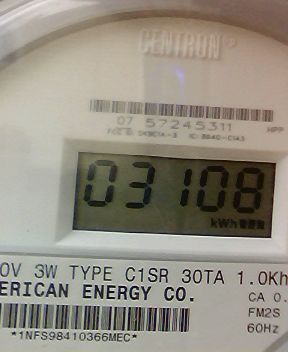 CENTRON®
07 57245311 HPP
03108
kWh
0V 3W TYPE C1SR 30TA 1.0Kh
ERICAN ENERGY CO.
CA 0.
FM2S
60Hz
*1NFS98410366MEC*